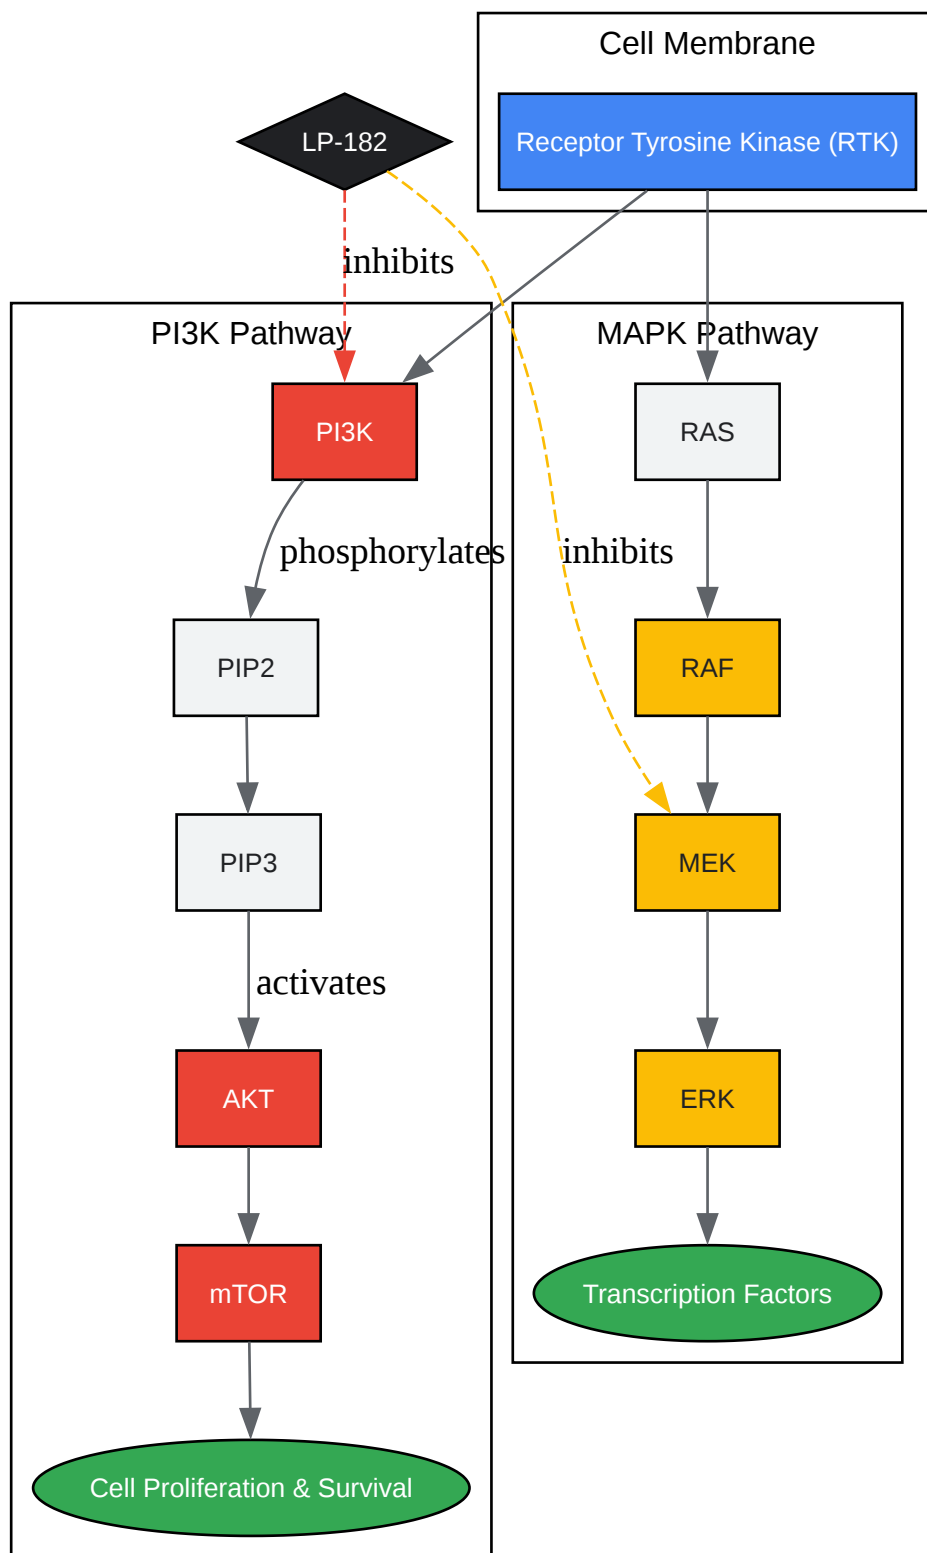 Cell Membrane
LP-182
Receptor Tyrosine Kinase (RTK)
inhibits
PI3K Pathway
MAPK Pathway
PI3K
RAS
phosphorylates
inhibits
PIP2
RAF
PIP3
MEK
activates
AKT
ERK
mTOR
Transcription Factors
Cell Proliferation & Survival